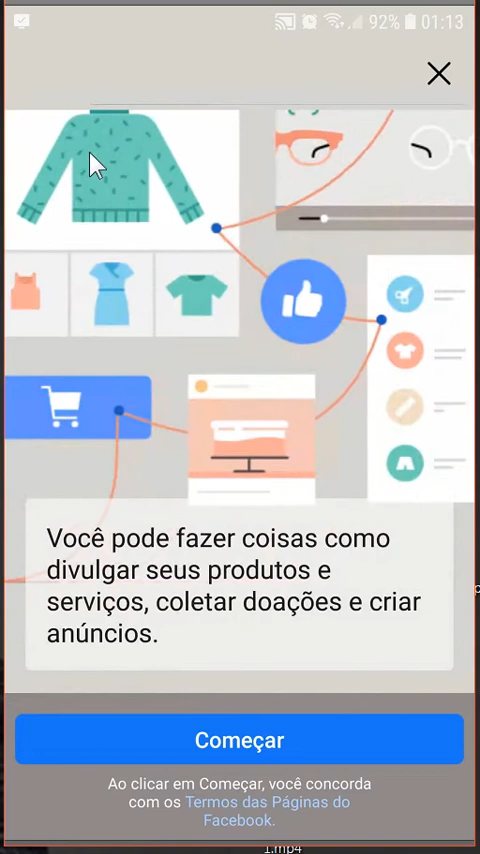 92% 01:13
Você pode fazer coisas como
divulgar seus produtos e
serviços, coletar doações e criar
anúncios.
Começar
Ao clicar em Começar, você concorda
com os Termos das Páginas do
Facebook.
1.mp4